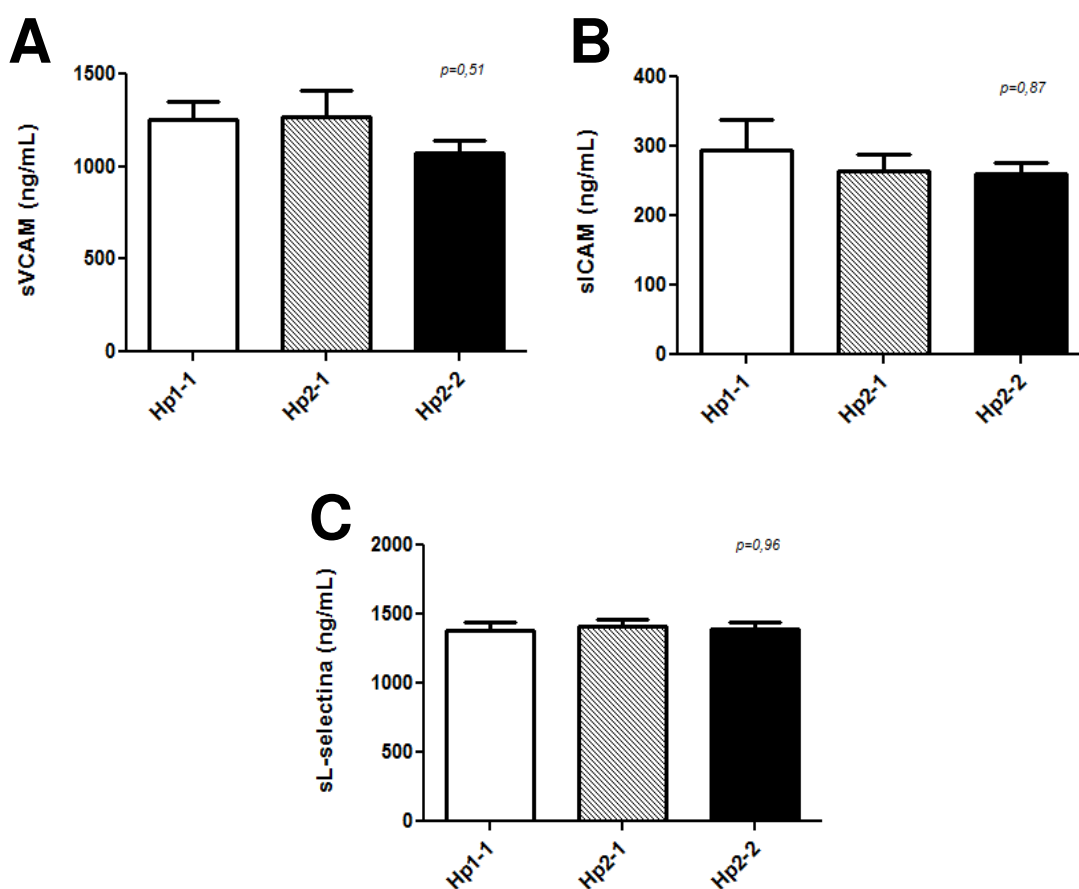 A
sVCAM (ng/mL)
1500
1000
500
0
p=0,51
Hp1-1
Hp2-1
Hp2-2
B
sICAM (ng/mL)
400
300
200
100
0
p=0,87
Hp1-1
Hp2-1
Hp2-2
C
sL-selectina (ng/mL)
2000
1500
1000
500
0
p=0,96
Hp1-1
Hp2-1
Hp2-2